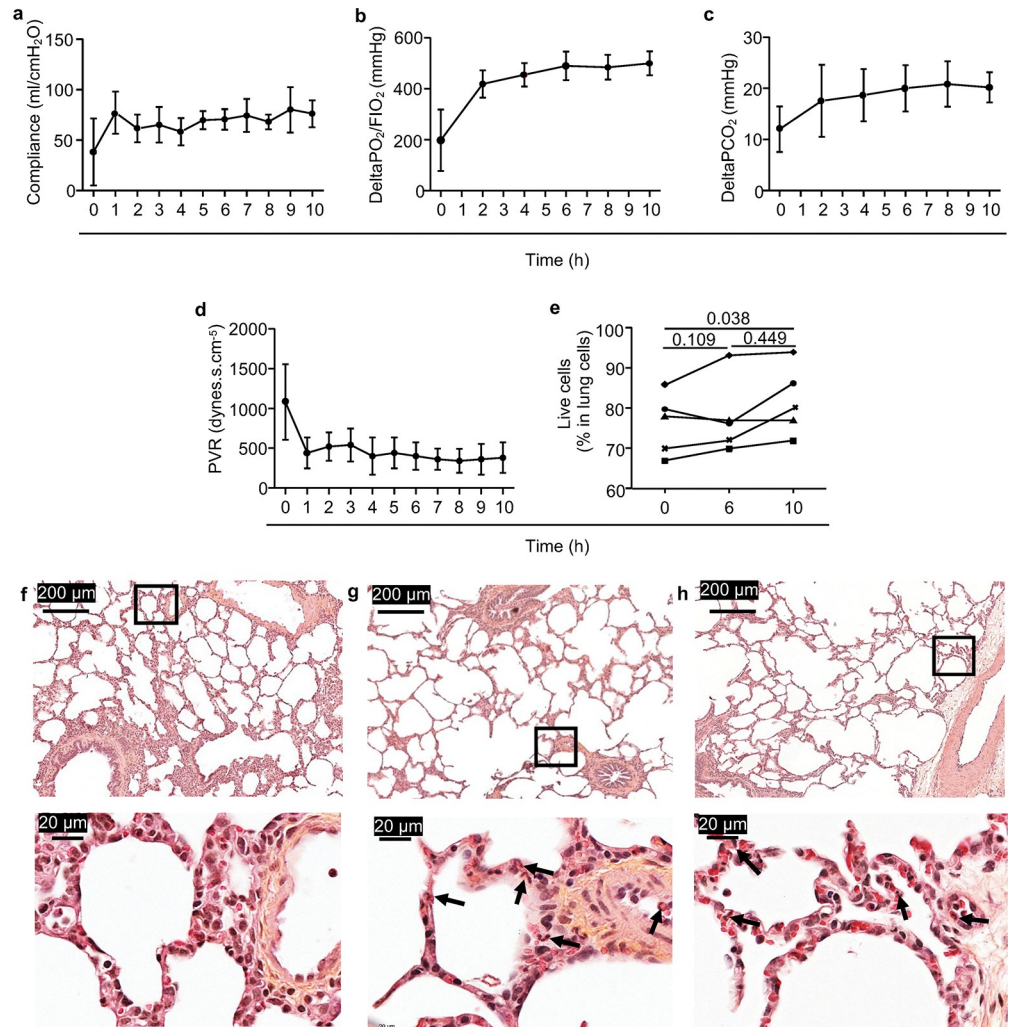 a
Compliance (ml/cmH₂O)
150
100
50
0
0 1 2 3 4 5 6 7 8 9 10
b
DeltaPO₂/FIO₂ (mmHg)
600
400
200
0
0 1 2 3 4 5 6 7 8 9 10
c
DeltaPCO₂ (mmHg)
30
20
10
0
0 1 2 3 4 5 6 7 8 9 10
Time (h)
d
PVR (dynes.s.cm⁻⁵)
2000
1500
1000
500
0
0 1 2 3 4 5 6 7 8 9 10
e
Live cells
(% in lung cells)
100
90
80
70
60
0.038
0.109 0.449
0 6 10
Time (h)
f
200 µm
g
200 µm
h
200 µm
20 µm
20 µm
20 µm
20 µm